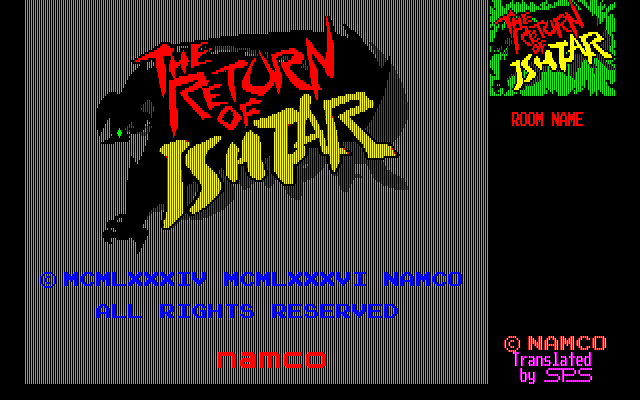 THE
RETURN
OF
ISHTAR
© MCMLXXXIV MCMLXXXVI NAMCO
ALL RIGHTS RESERVED
namco
THE
RETURN
OF
ISHTAR
ROOM NAME
© NAMCO
Translated
by SPS